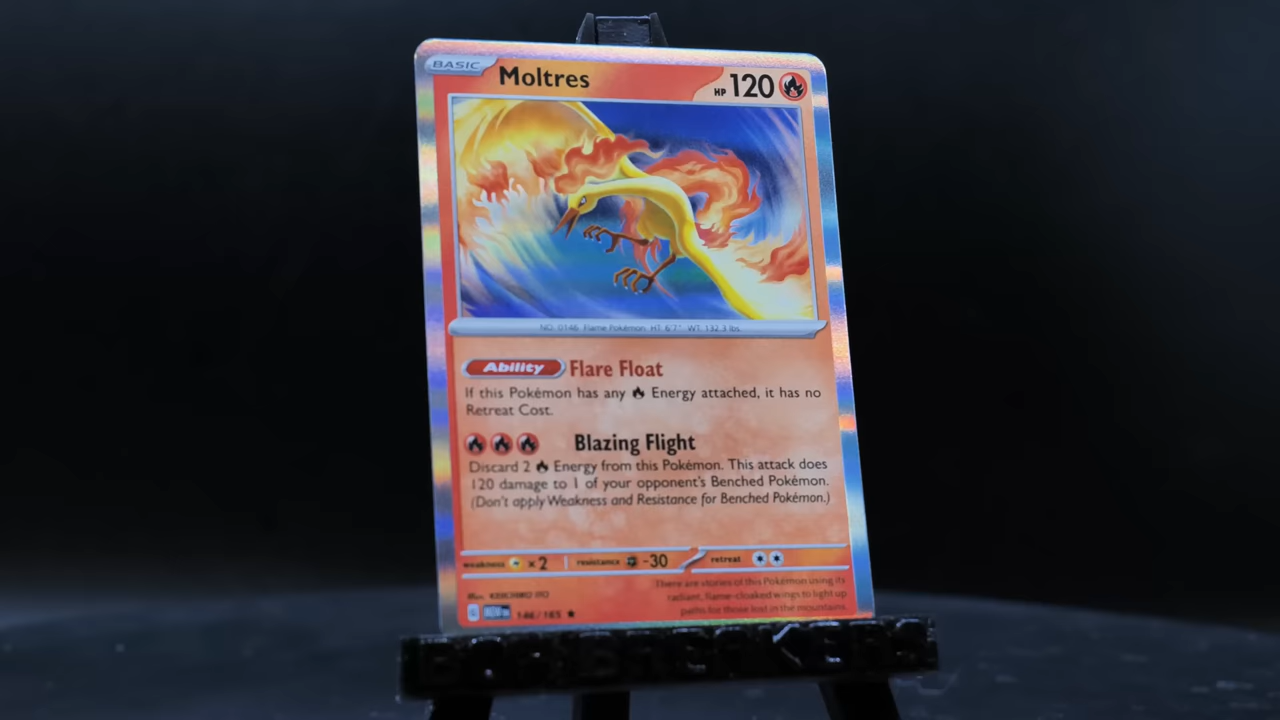 BASIC Moltres HP 120
NO. 0146 Flame Pokémon HT: 6'7" WT: 132.3 lbs.
Ability Flare Float
If this Pokémon has any Energy attached, it has no
Retreat Cost.
Blazing Flight
Discard 2 Energy from this Pokémon. This attack does
120 damage to 1 of your opponent's Benched Pokémon.
(Don't apply Weakness and Resistance for Benched Pokémon.)
weakness ×2 resistance -30 retreat
There are stories of this Pokémon using its
radiant, flame-cloaked wings to light up
paths for those lost in the mountains.
Illus.
MEW EN 146/165